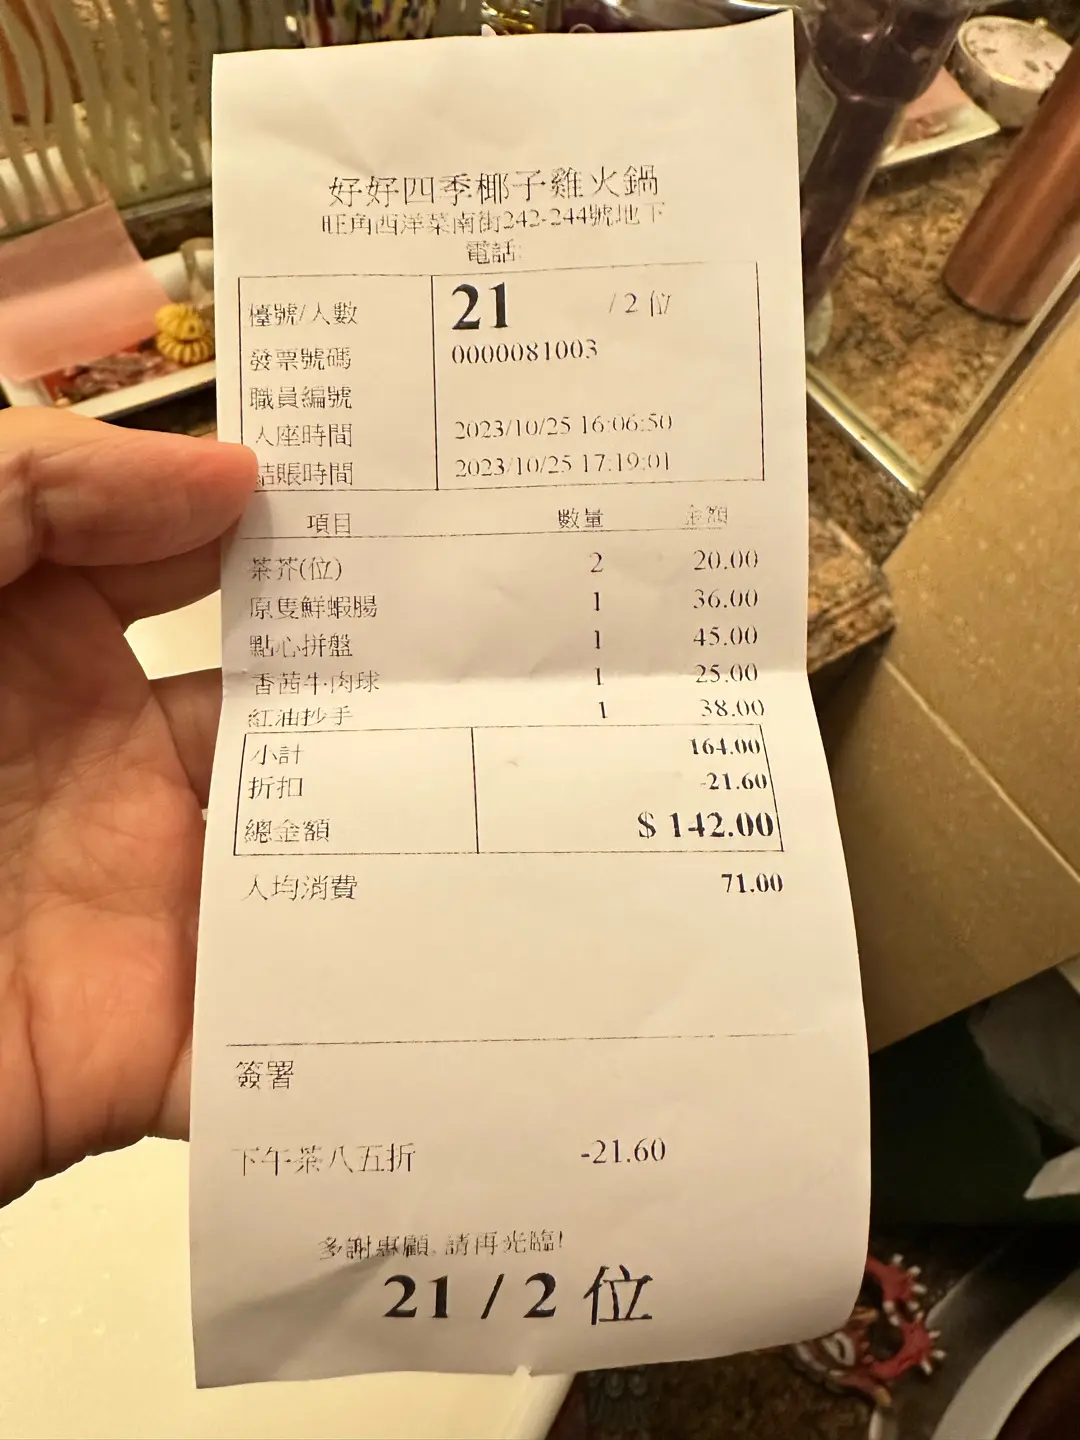 好好四季椰子雞火鍋
旺角西洋菜南街242-244號地下
電話:
檯號/人數 21 / 2 位
發票號碼 0000081003
職員編號
入座時間 2023/10/25 16:06:50
結賬時間 2023/10/25 17:19:01
項目 數量 金額
茶芥(位) 2 20.00
原隻鮮蝦腸 1 36.00
點心拼盤 1 45.00
香茜牛肉球 1 25.00
紅油抄手 1 38.00
小計 164.00
折扣 -21.60
總金額 $ 142.00
人均消費 71.00
簽署
下午茶八五折 -21.60
多謝惠顧, 請再光臨!
21 / 2 位